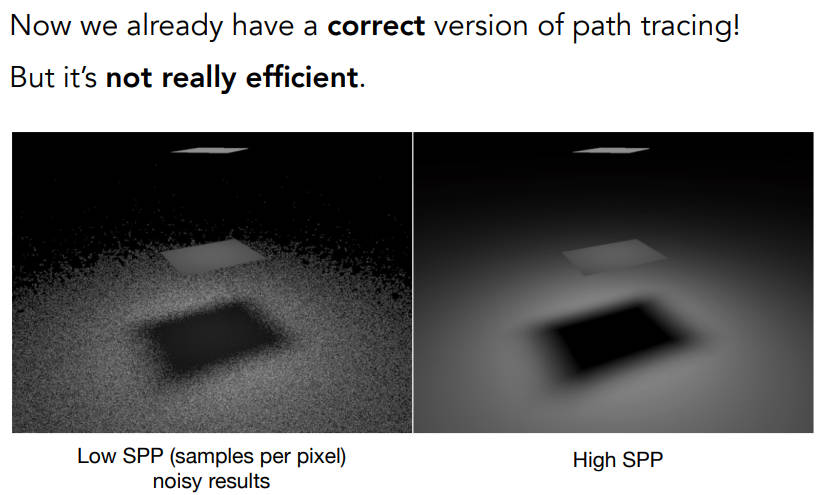 Now we already have a correct version of path tracing!
But it’s not really efficient.
Low SPP (samples per pixel)
noisy results
High SPP